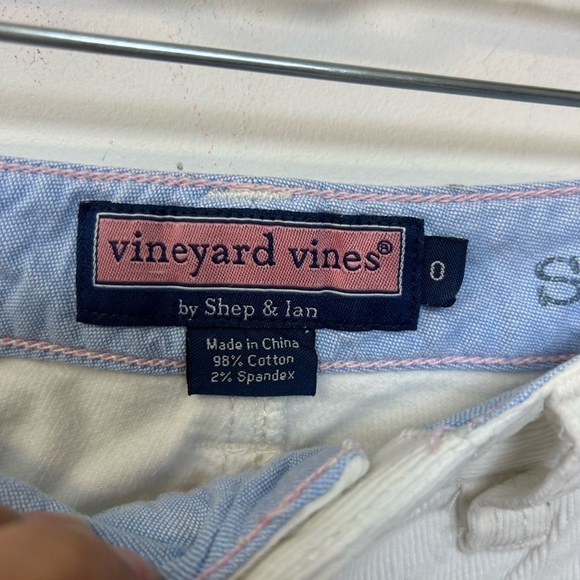 vineyard vines®
by Shep & Ian
0
Made in China
98% Cotton
2% Spandex
S